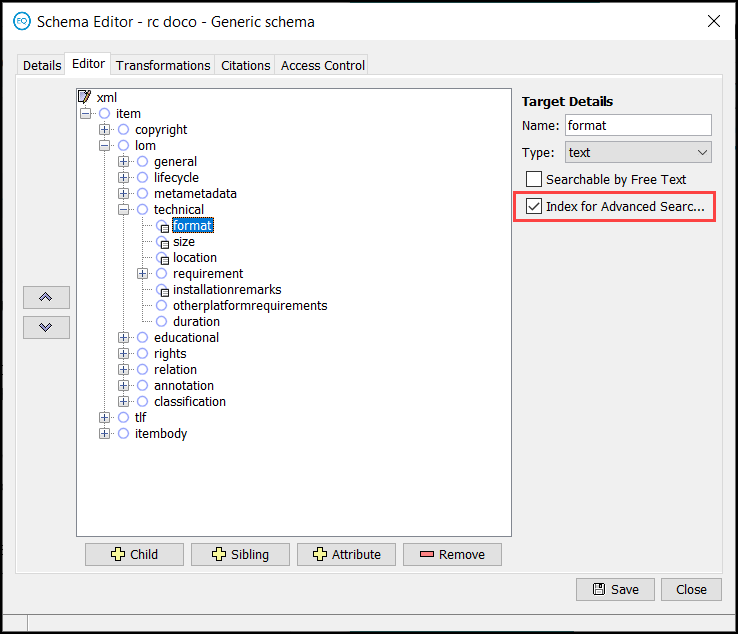 EQ Schema Editor - rc doco - Generic schema
Details Editor Transformations Citations Access Control
xml
item
copyright
lom
general
lifecycle
metametadata
technical
format
size
location
requirement
installationremarks
otherplatformrequirements
duration
educational
rights
relation
annotation
classification
tlf
itembody
Target Details
Name: format
Type: text
Searchable by Free Text
Index for Advanced Searc...
Child Sibling Attribute Remove
Save Close